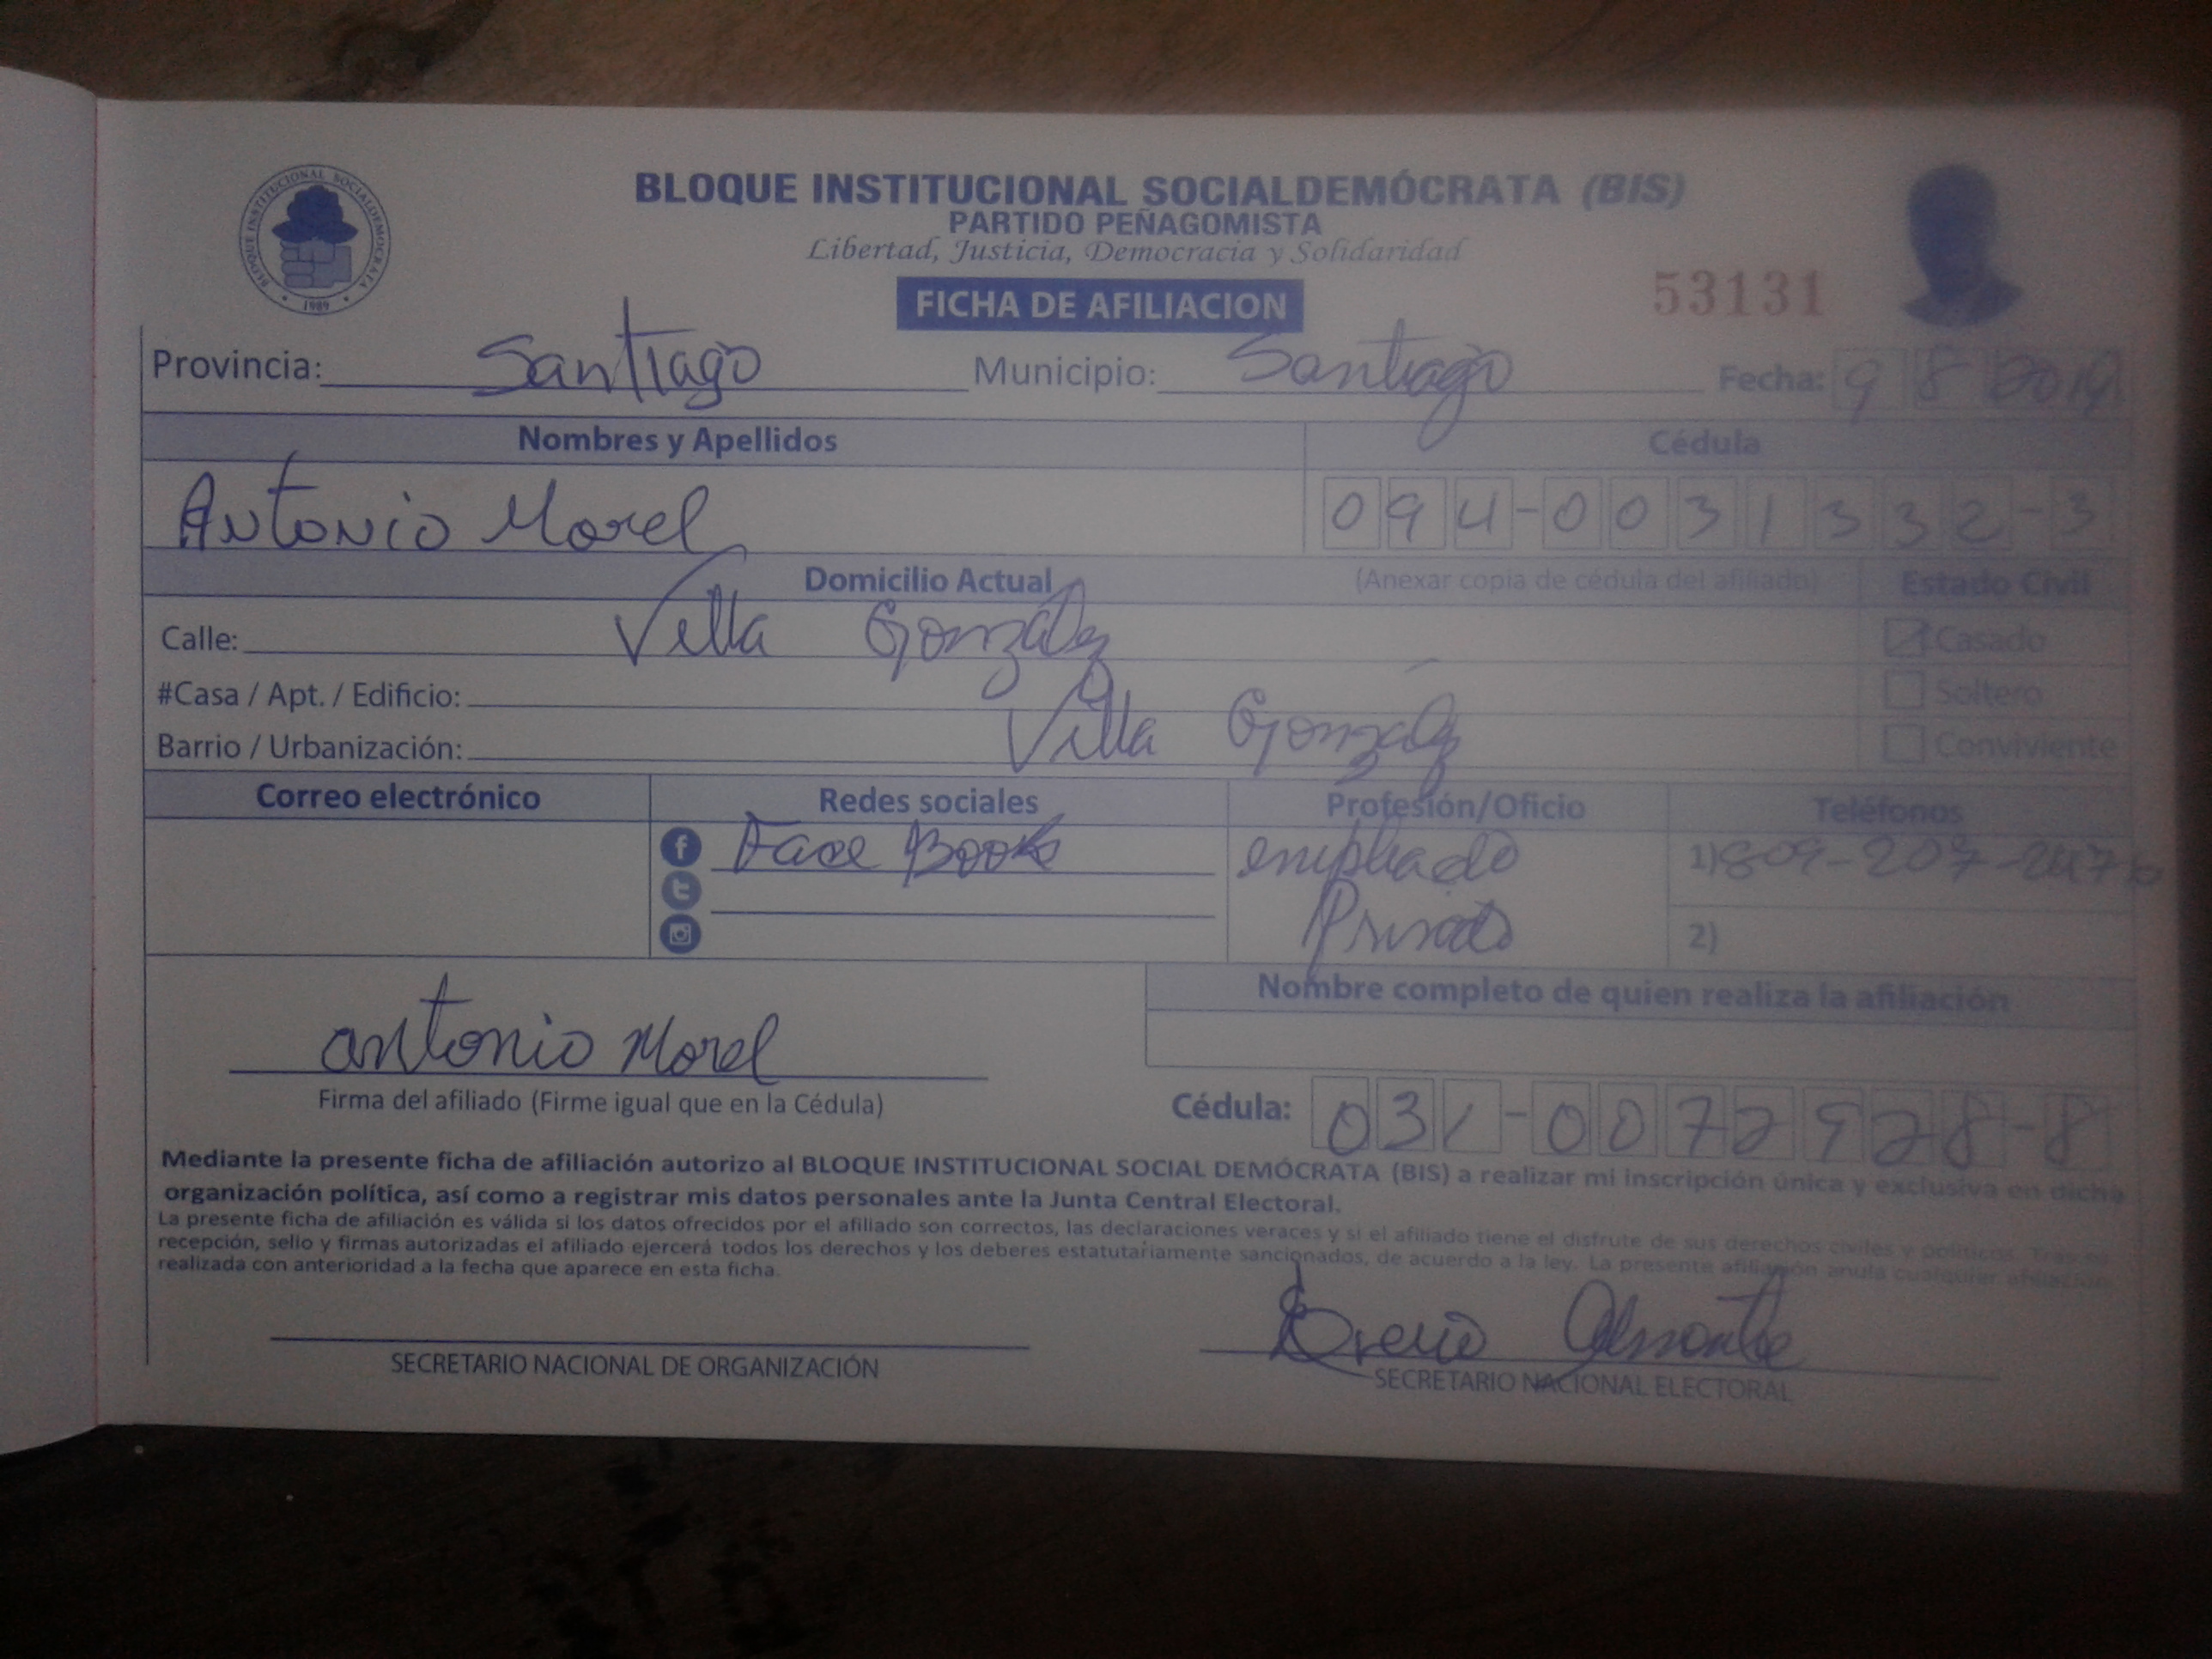 BLOQUE INSTITUCIONAL SOCIALDEMOCRATA
1989
BLOQUE INSTITUCIONAL SOCIALDEMÓCRATA (BIS)
PARTIDO PEÑAGOMISTA
Libertad, Justicia, Democracia y Solidaridad
FICHA DE AFILIACION
53131
Provincia: Santiago Municipio: Santiago Fecha: 9 8 2019
Nombres y Apellidos Cédula
Antonio Morel 094-0031332-3
Domicilio Actual (Anexar copia de cédula del afiliado) Estado Civil
Calle: Villa González Casado
#Casa / Apt. / Edificio: Soltero
Barrio / Urbanización: Villa González Conviviente
Correo electrónico Redes sociales Profesión/Oficio Teléfonos
Face Book empleado 1) 809-207-2476
Privado 2)
Nombre completo de quien realiza la afiliación
antonio Morel
Firma del afiliado (Firme igual que en la Cédula)
Cédula: 031-0072928-8
Mediante la presente ficha de afiliación autorizo al BLOQUE INSTITUCIONAL SOCIAL DEMÓCRATA (BIS) a realizar mi inscripción única y exclusiva en dicha
organización política, así como a registrar mis datos personales ante la Junta Central Electoral.
La presente ficha de afiliación es válida si los datos ofrecidos por el afiliado son correctos, las declaraciones veraces y si el afiliado tiene el disfrute de sus derechos civiles y políticos. Tras su
recepción, sello y firmas autorizadas el afiliado ejercerá todos los derechos y los deberes estatutariamente sancionados, de acuerdo a la ley. La presente afiliación anula cualquier afiliación
realizada con anterioridad a la fecha que aparece en esta ficha.
Almonte
SECRETARIO NACIONAL DE ORGANIZACIÓN SECRETARIO NACIONAL ELECTORAL